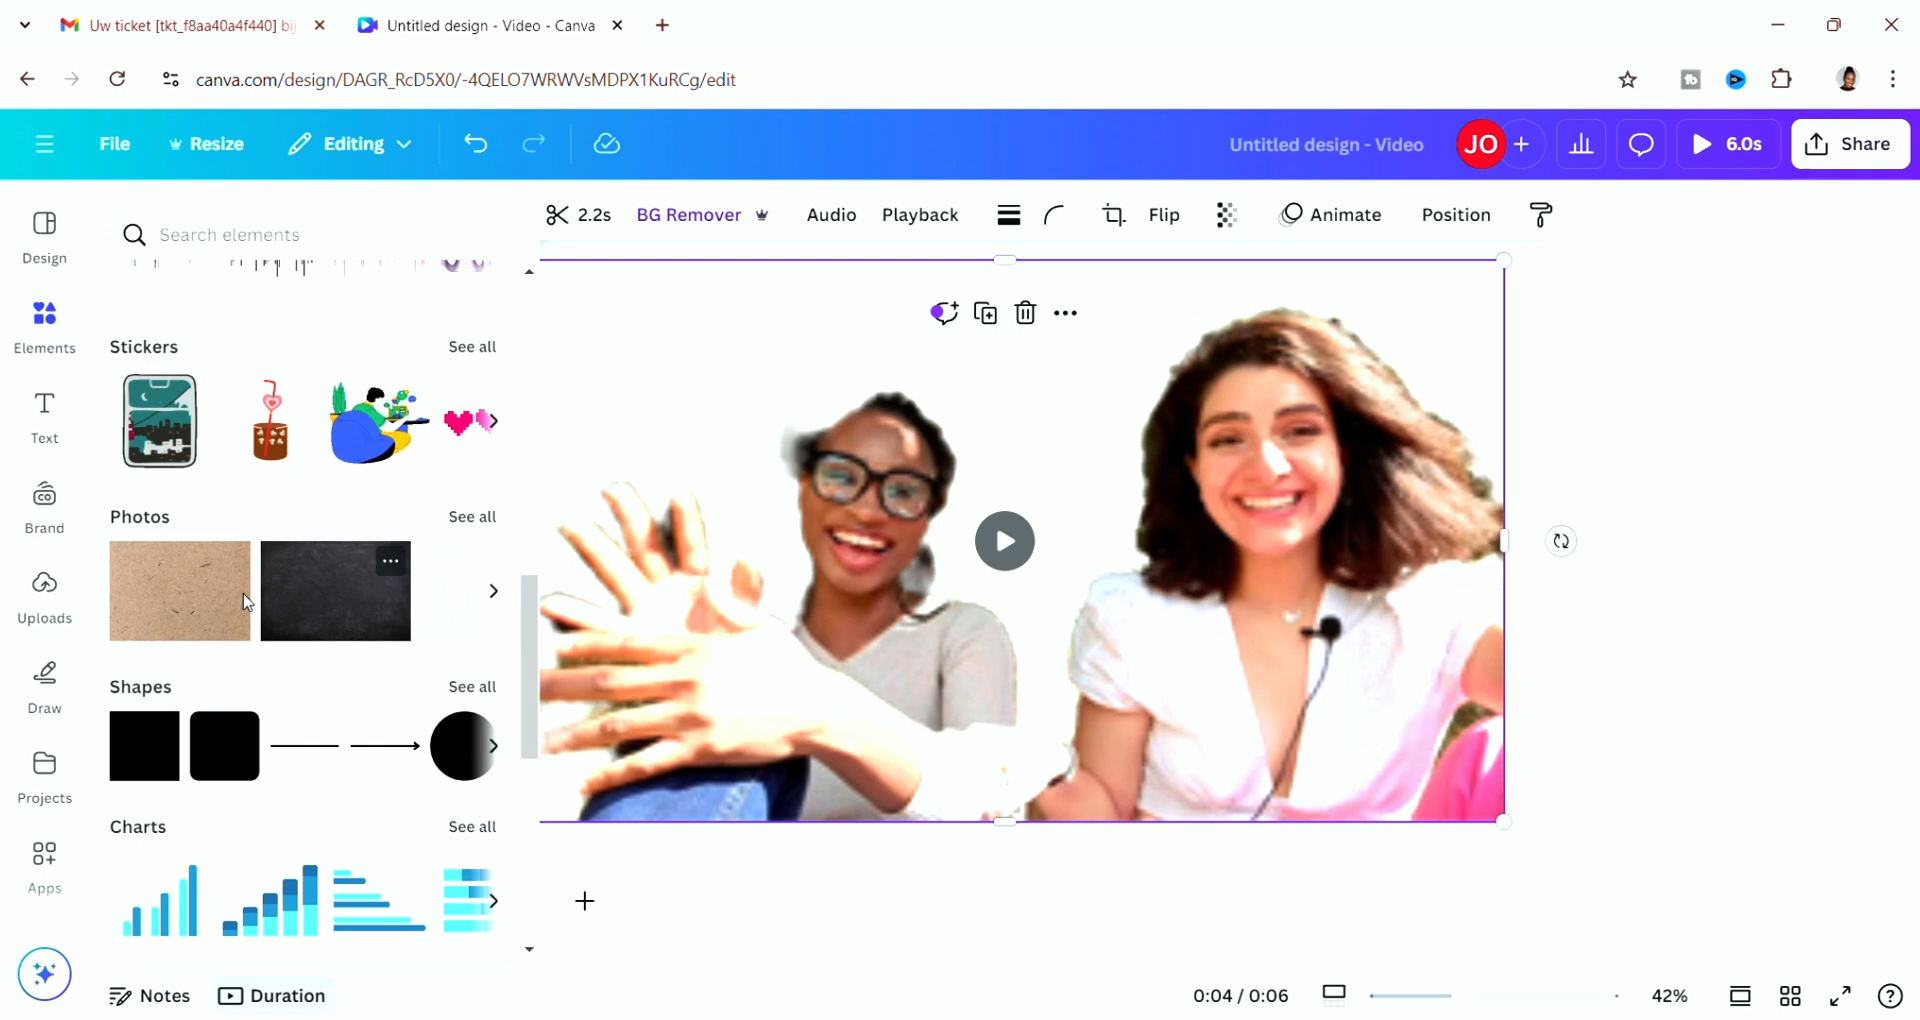 Uw ticket [tkt_f8aa40a4f440] bij
Untitled design - Video - Canva
canva.com/design/DAGR_RcD5X0/-4QELO7WRWVsMDPX1KuRCg/edit
File Resize Editing Untitled design - Video JO 6.0s Share
2.2s BG Remover Audio Playback Flip Animate Position
Design
Elements
Text
Brand
Uploads
Draw
Projects
Apps
Search elements
Stickers See all
Photos See all
Shapes See all
Charts See all
Notes Duration 0:04 / 0:06 42%